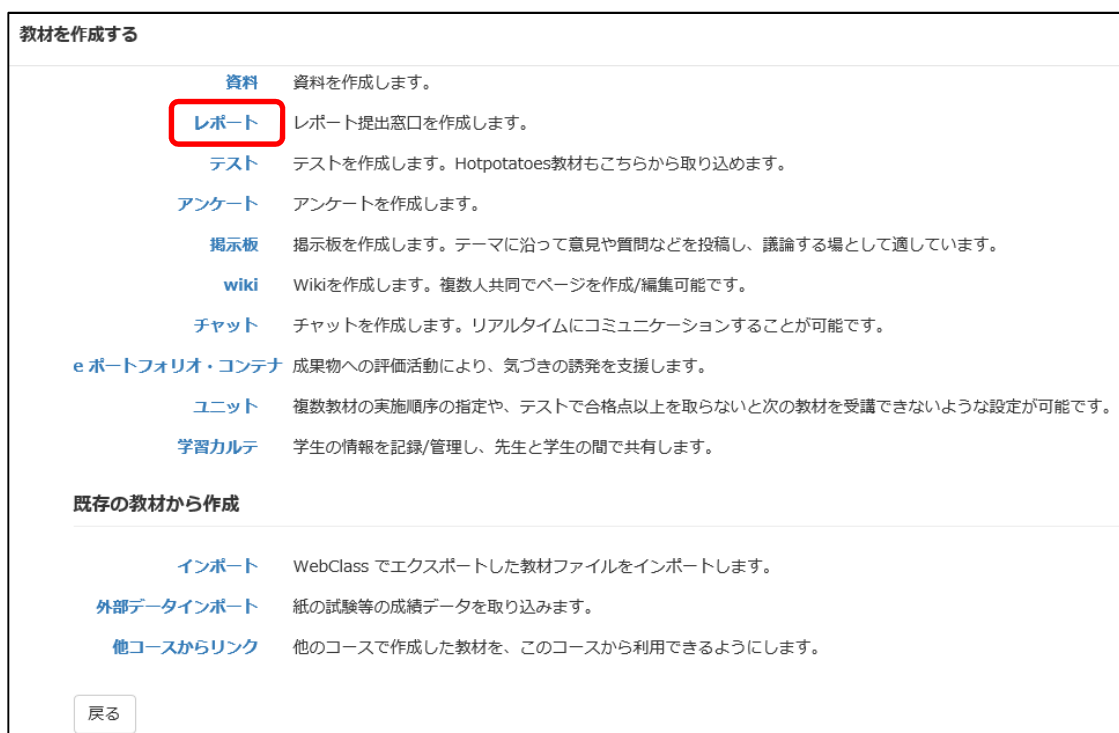 教材を作成する
資料 資料を作成します。
レポート レポート提出窓口を作成します。
テスト テストを作成します。Hotpotatoes教材もこちらから取り込めます。
アンケート アンケートを作成します。
掲示板 掲示板を作成します。テーマに沿って意見や質問などを投稿し、議論する場として適しています。
wiki Wikiを作成します。複数人共同でページを作成/編集可能です。
チャット チャットを作成します。リアルタイムにコミュニケーションすることが可能です。
e ポートフォリオ・コンテナ 成果物への評価活動により、気づきの誘発を支援します。
ユニット 複数教材の実施順序の指定や、テストで合格点以上を取らないと次の教材を受講できないような設定が可能です。
学習カルテ 学生の情報を記録/管理し、先生と学生の間で共有します。
既存の教材から作成
インポート WebClass でエクスポートした教材ファイルをインポートします。
外部データインポート 紙の試験等の成績データを取り込みます。
他コースからリンク 他のコースで作成した教材を、このコースから利用できるようにします。
戻る